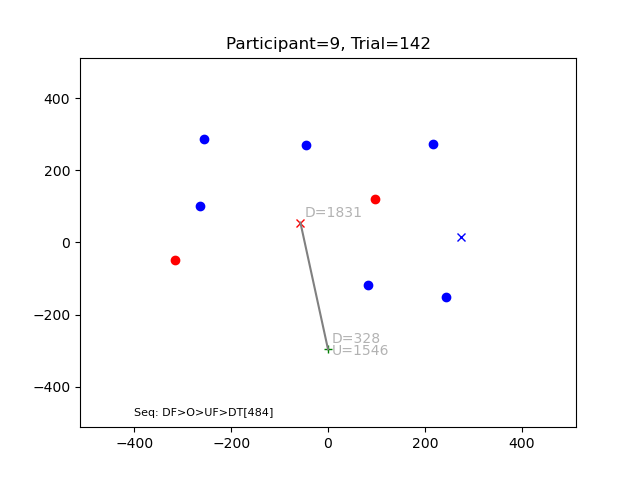 Participant=9, Trial=142
400
200
0
−200
−400
D=1831
D=328
U=1546
Seq: DF>O>UF>DT[484]
−400 −200 0 200 400